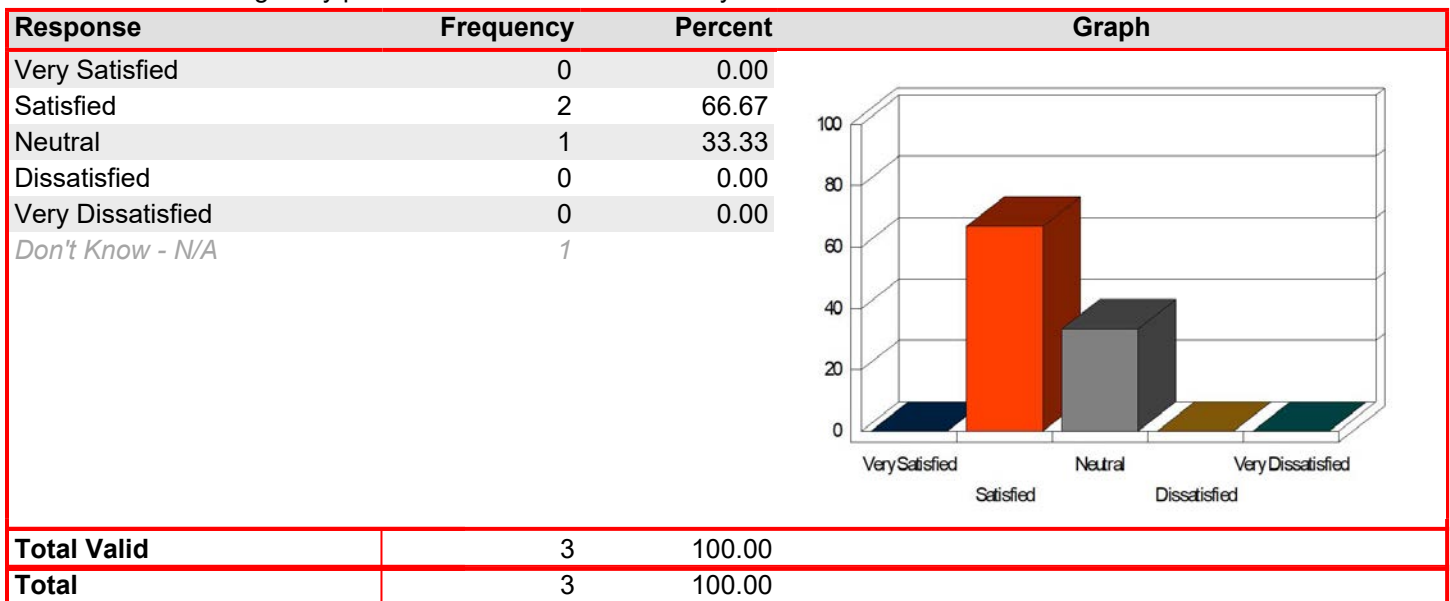 Response Frequency Percent Graph
Very Satisfied 0 0.00
Satisfied 2 66.67
Neutral 1 33.33
Dissatisfied 0 0.00
Very Dissatisfied 0 0.00
Don't Know - N/A 1
100
80
60
40
20
0
Very Satisfied Neutral Very Dissatisfied
Satisfied Dissatisfied
Total Valid 3 100.00
Total 3 100.00